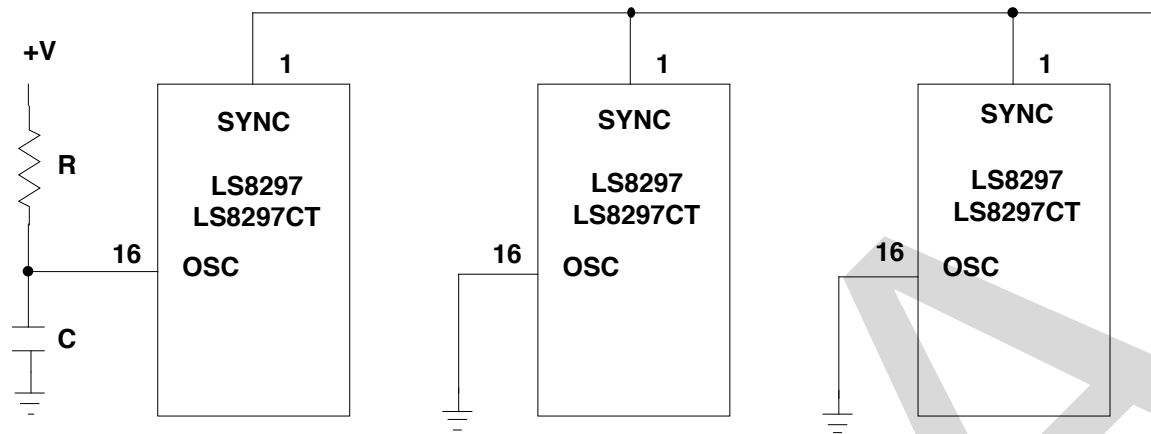 1
1
1
+V
SYNC
SYNC
SYNC
R
LS8297
LS8297CT
LS8297
LS8297CT
LS8297
LS8297CT
16
OSC
16
OSC
16
OSC
C